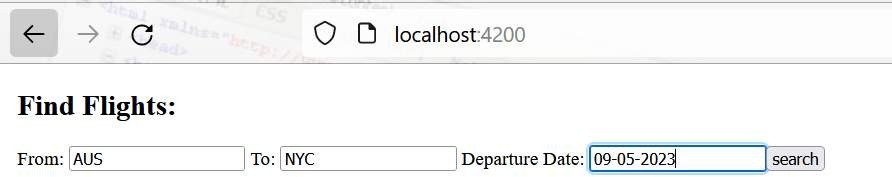 localhost:4200
Find Flights:
From: AUS To: NYC Departure Date: 09-05-2023 search